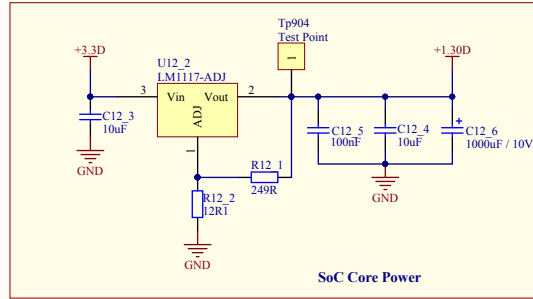 Tp904
Test Point
+3.3D
U12_2
LM1117-ADJ
1
+1.30D
3
Vin
Vout
2
ADJ
C12_3
10uF
GND
1
C12_5
100nF
C12_4
10uF
C12_6
1000uF / 10V
R12_1
249R
R12_2
12R1
GND
GND
SoC Core Power